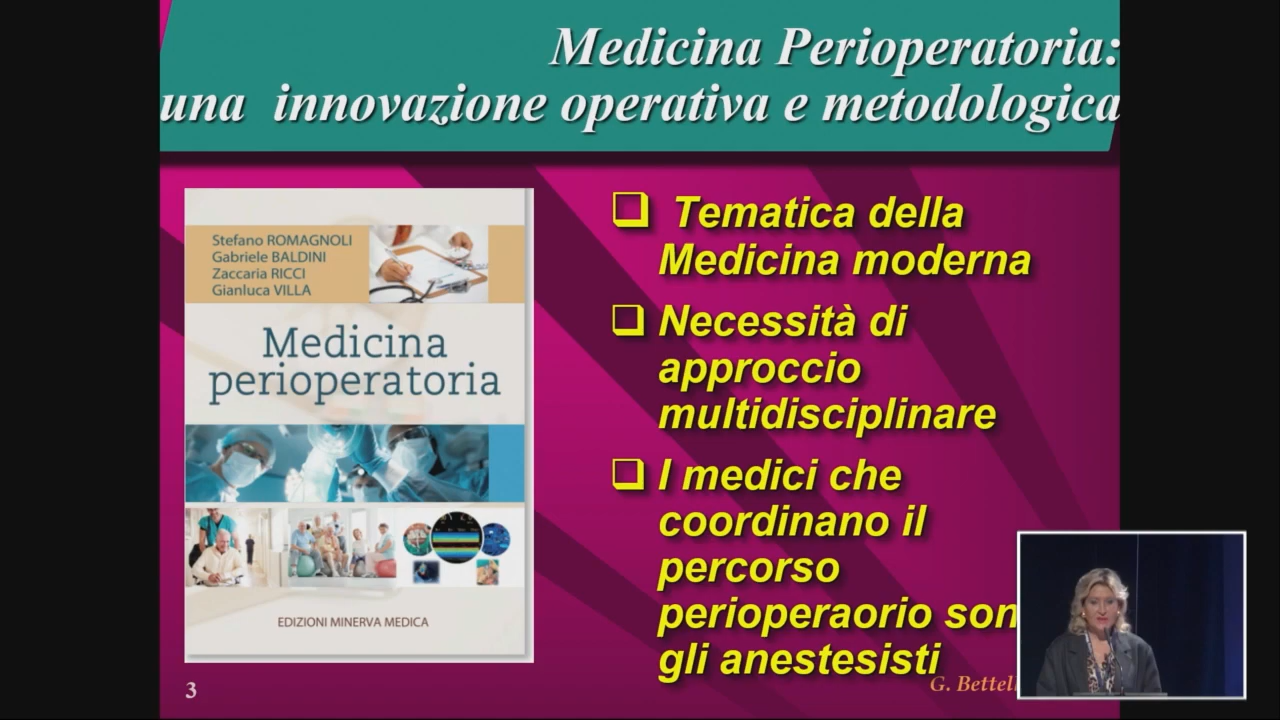 Medicina Perioperatoria:
una innovazione operativa e metodologica
Stefano ROMAGNOLI
Gabriele BALDINI
Zaccaria RICCI
Gianluca VILLA
Medicina
perioperatoria
EDIZIONI MINERVA MEDICA
Tematica della
Medicina moderna
Necessità di
approccio
multidisciplinare
I medici che
coordinano il
percorso
perioperaorio son
gli anestesisti
3
G. Bettel